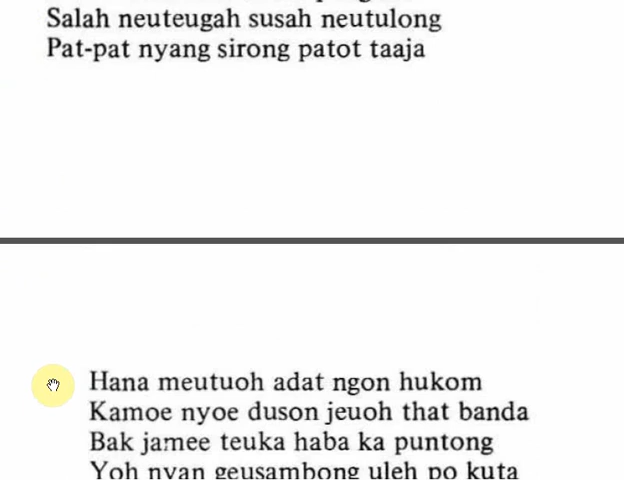 Salah neuteugah susah neutulong
Pat-pat nyang sirong patot taaja
Hana meutuoh adat ngon hukom
Kamoe nyoe duson jeuoh that banda
Bak jamee teuka haba ka puntong
Yoh nyan geusambong uleh po kuta